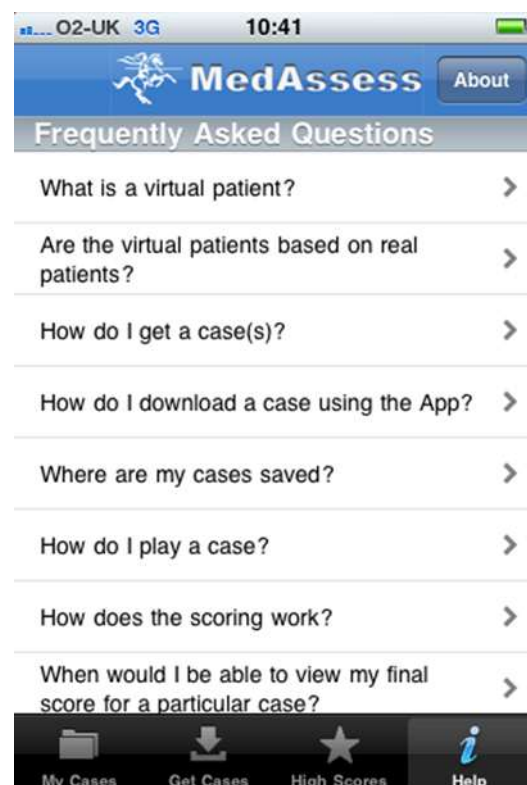 O2-UK 3G 10:41
MedAssess About
Frequently Asked Questions
What is a virtual patient?
Are the virtual patients based on real
patients?
How do I get a case(s)?
How do I download a case using the App?
Where are my cases saved?
How do I play a case?
How does the scoring work?
When would I be able to view my final
score for a particular case?
My Cases Get Cases High Scores Help